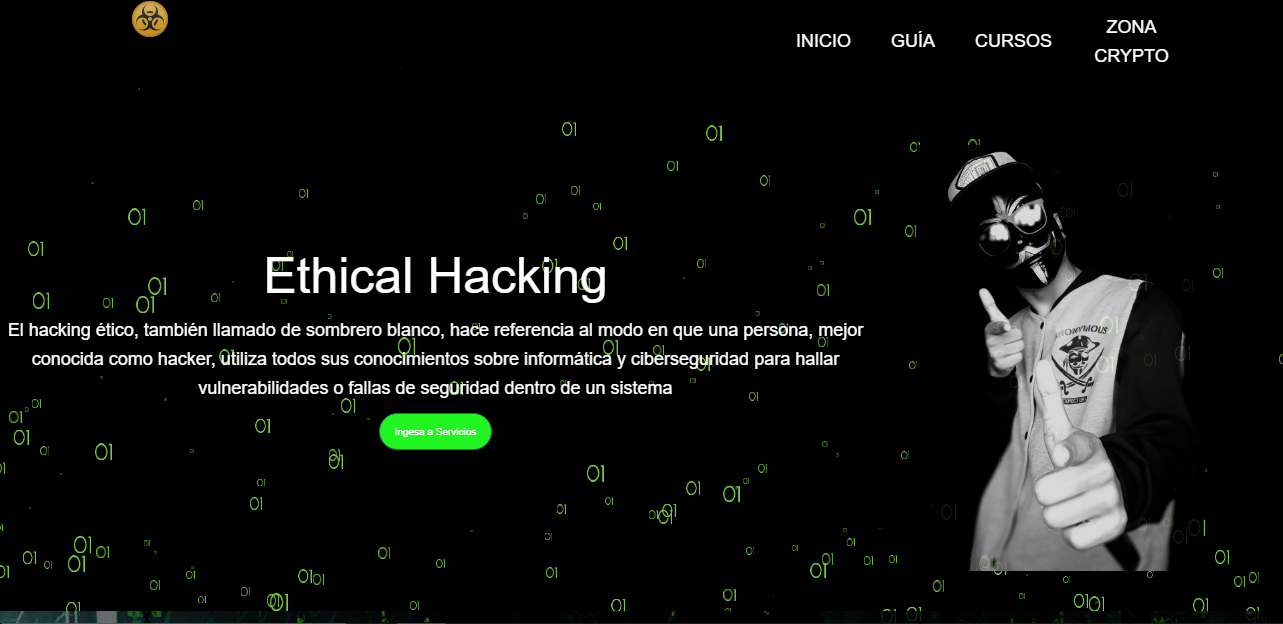 INICIO GUÍA CURSOS ZONA
CRYPTO
Ethical Hacking
El hacking ético, también llamado de sombrero blanco, hace referencia al modo en que una persona, mejor
conocida como hacker, utiliza todos sus conocimientos sobre informática y ciberseguridad para hallar
vulnerabilidades o fallas de seguridad dentro de un sistema
Ingesa a Servicios
ANONYMOUS